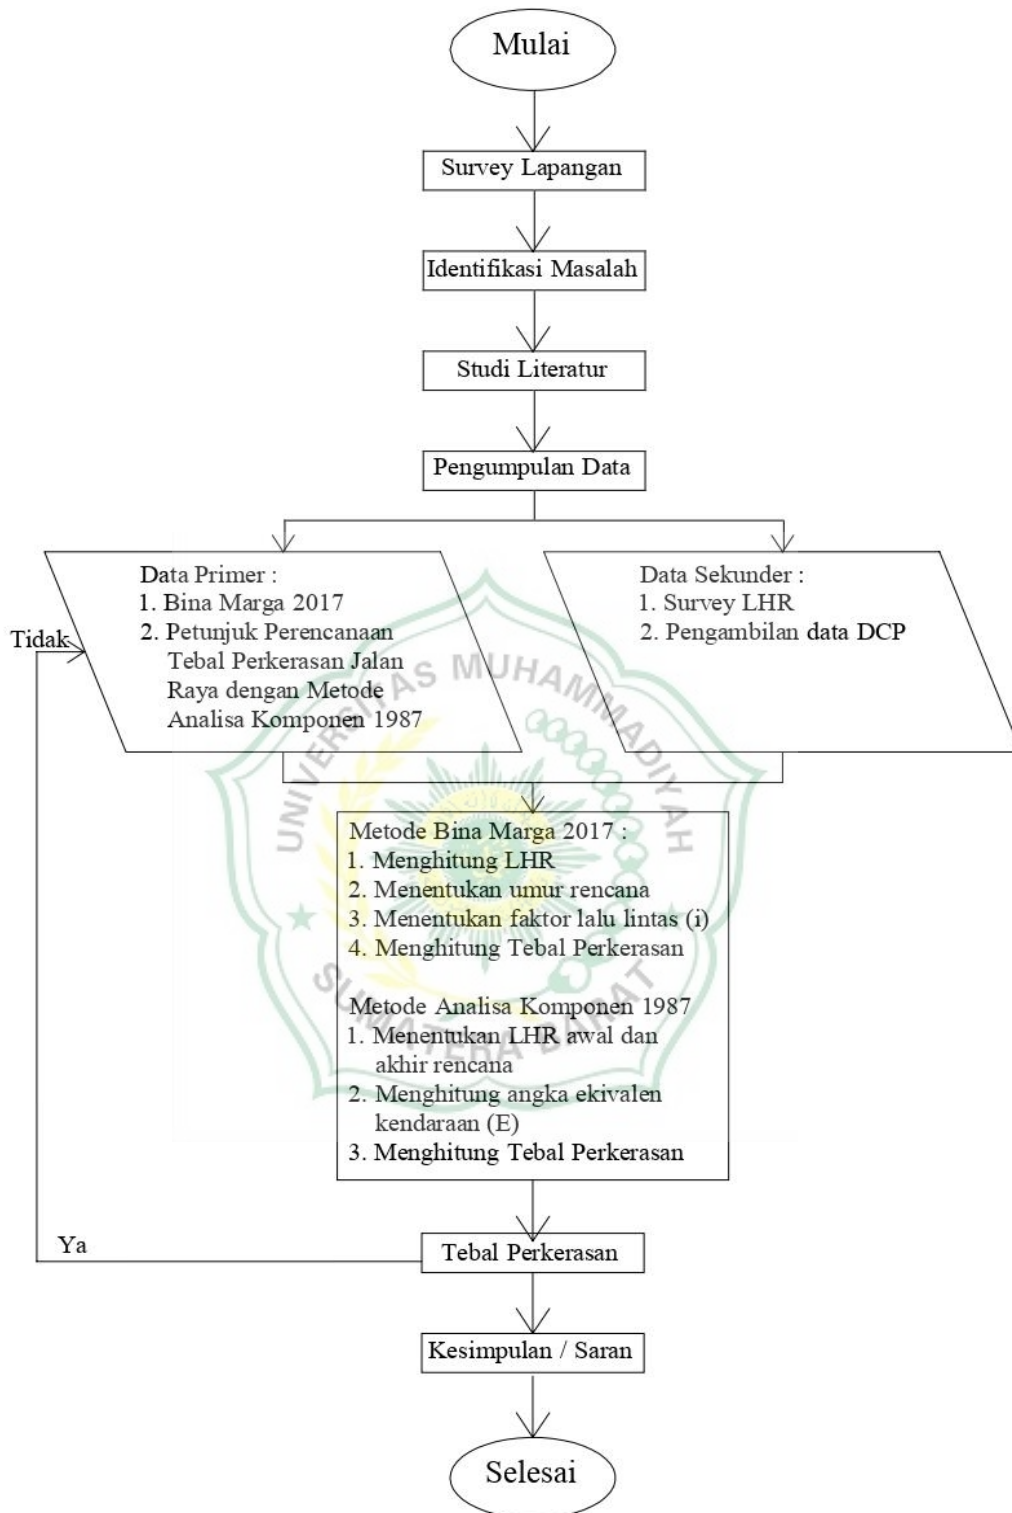 Mulai
Survey Lapangan
Identifikasi Masalah
Studi Literatur
Pengumpulan Data
Data Primer :
1. Bina Marga 2017
2. Petunjuk Perencanaan
Tebal Perkerasan Jalan
Raya dengan Metode
Analisa Komponen 1987
Data Sekunder :
1. Survey LHR
2. Pengambilan data DCP
Tidak
UNIVERSITAS MUHAMMADIYAH
SUMATERA BARAT
Metode Bina Marga 2017 :
1. Menghitung LHR
2. Menentukan umur rencana
3. Menentukan faktor lalu lintas (i)
4. Menghitung Tebal Perkerasan
Metode Analisa Komponen 1987
1. Menentukan LHR awal dan
akhir rencana
2. Menghitung angka ekivalen
kendaraan (E)
3. Menghitung Tebal Perkerasan
Ya
Tebal Perkerasan
Kesimpulan / Saran
Selesai